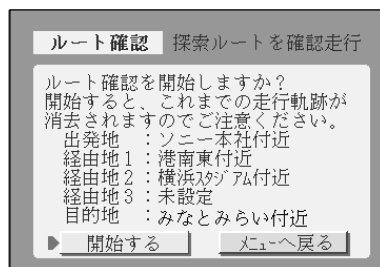 ルート確認 探索ルートを確認走行
ルート確認を開始しますか？
開始すると、これまでの走行軌跡が
消去されますのでご注意ください。
出発地 ：ソニー本社付近
経由地１：港南東付近
経由地２：横浜ｽﾀｼﾞｱﾑ付近
経由地３：未設定
目的地 ：みなとみらい付近
開始する ﾒﾆｭｰへ戻る